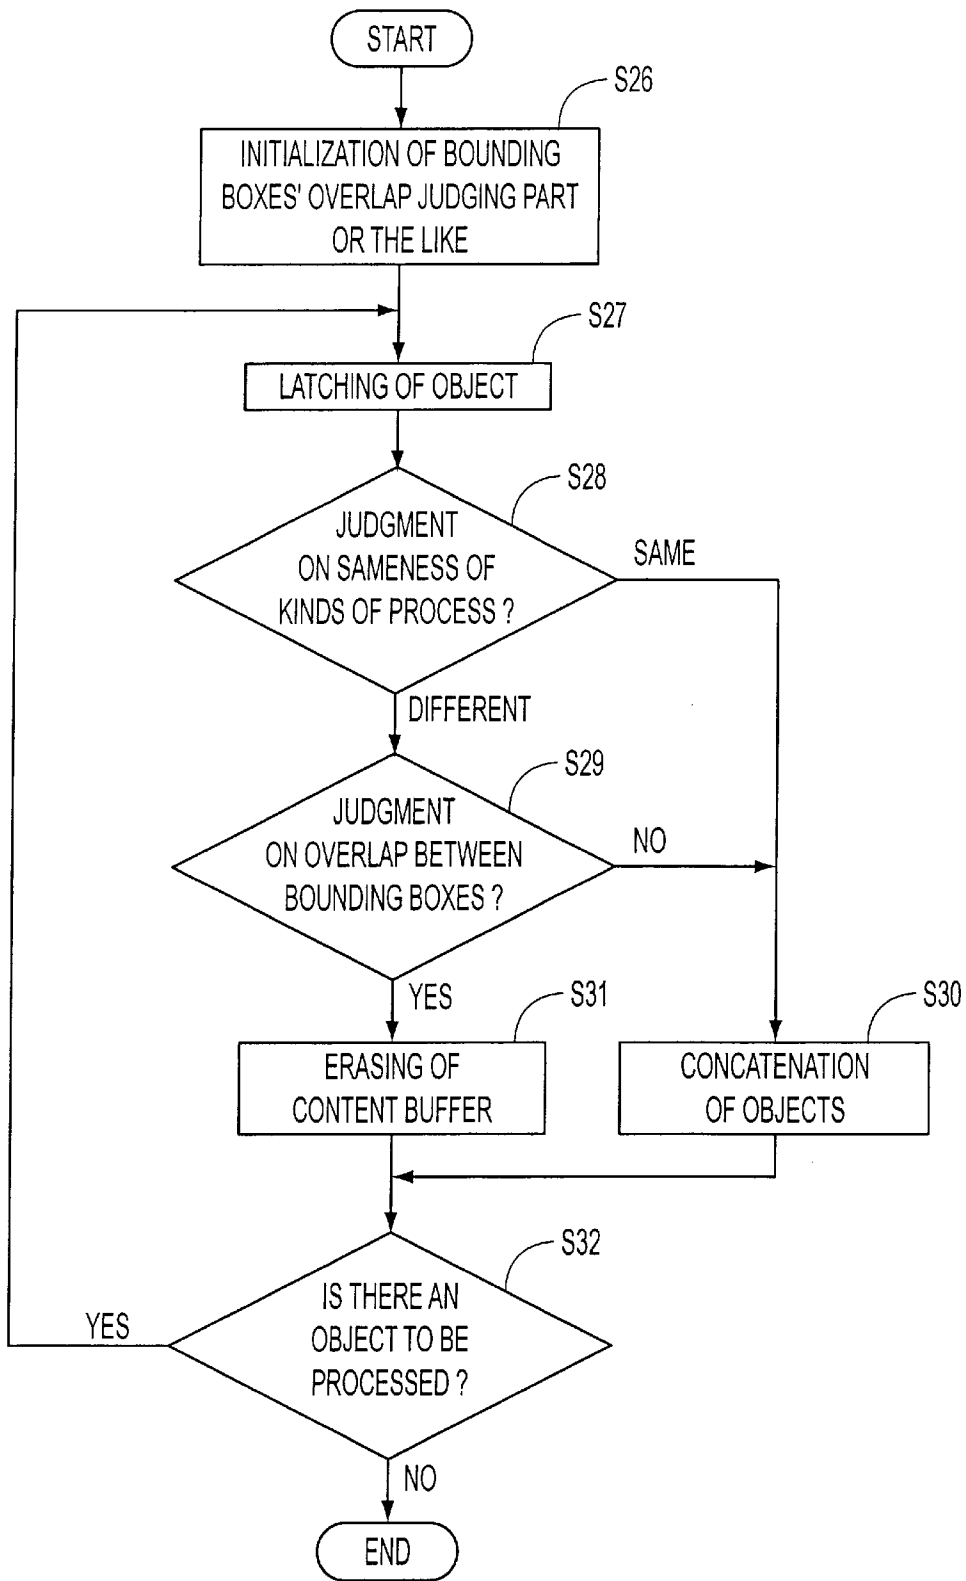 START
S26
INITIALIZATION OF BOUNDING
BOXES' OVERLAP JUDGING PART
OR THE LIKE
S27
LATCHING OF OBJECT
S28
JUDGMENT
ON SAMENESS OF
KINDS OF PROCESS ?
SAME
DIFFERENT
S29
JUDGMENT
ON OVERLAP BETWEEN
BOUNDING BOXES ?
NO
YES
S31
S30
ERASING OF
CONTENT BUFFER
CONCATENATION
OF OBJECTS
S32
IS THERE AN
OBJECT TO BE
PROCESSED ?
YES
NO
END